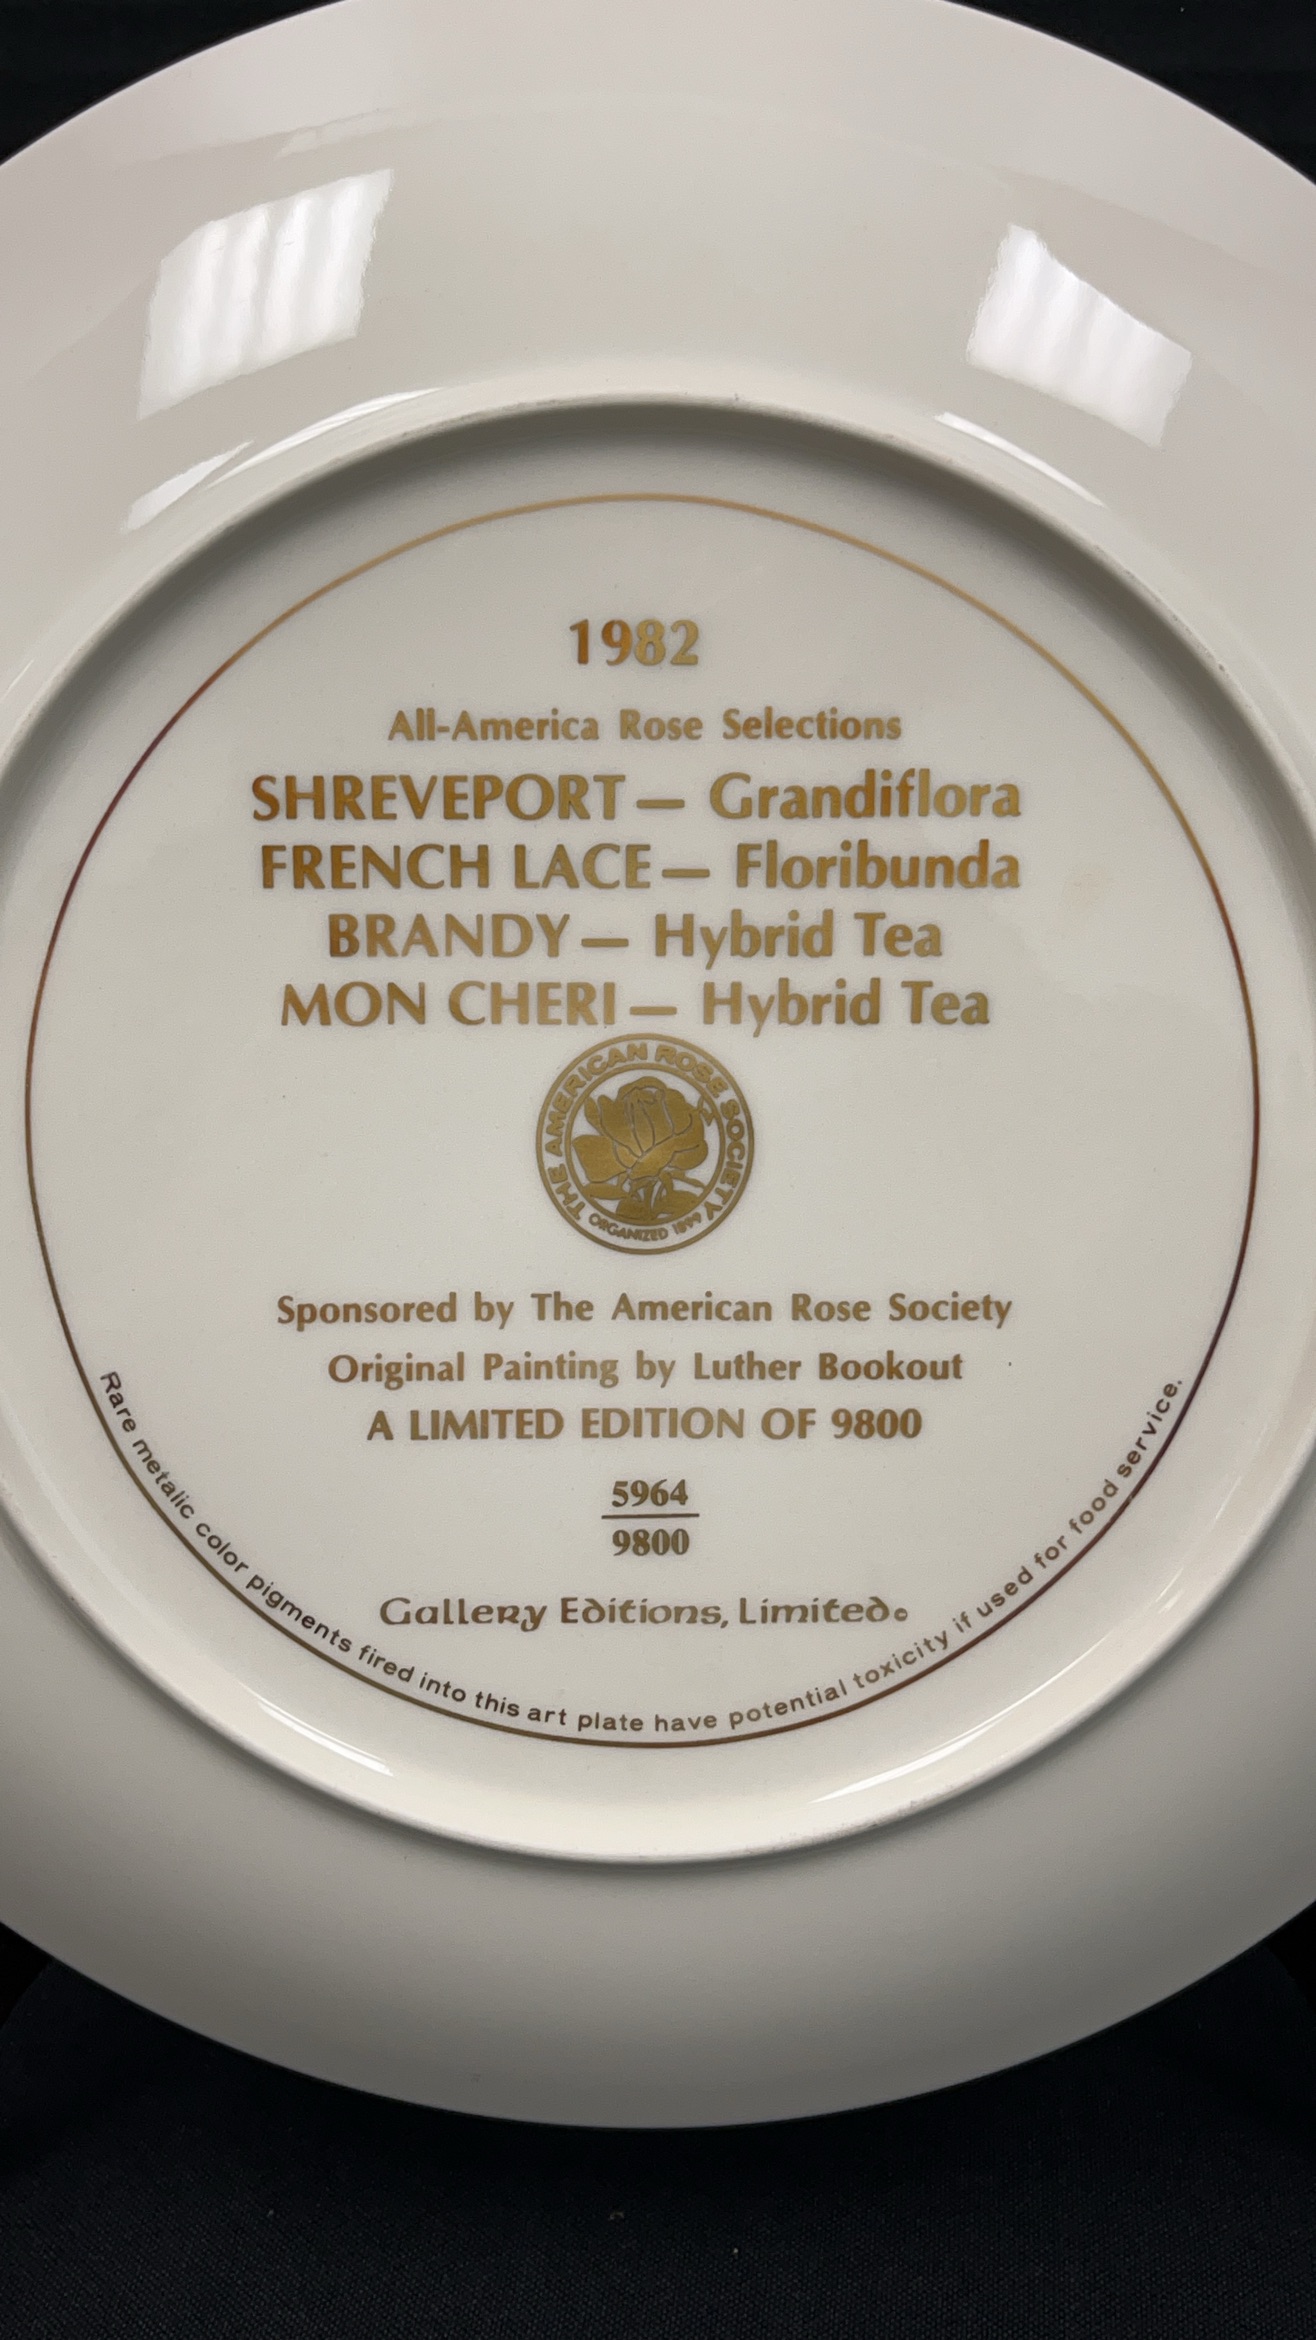 1982
All-America Rose Selections
SHREVEPORT — Grandiflora
FRENCH LACE — Floribunda
BRANDY — Hybrid Tea
MON CHERI — Hybrid Tea
THE AMERICAN ROSE SOCIETY
ORGANIZED 1899
Sponsored by The American Rose Society
Original Painting by Luther Bookout
A LIMITED EDITION OF 9800
5964
9800
Gallery Editions, Limited©
Rare metalic color pigments fired into this art plate have potential toxicity if used for food service.